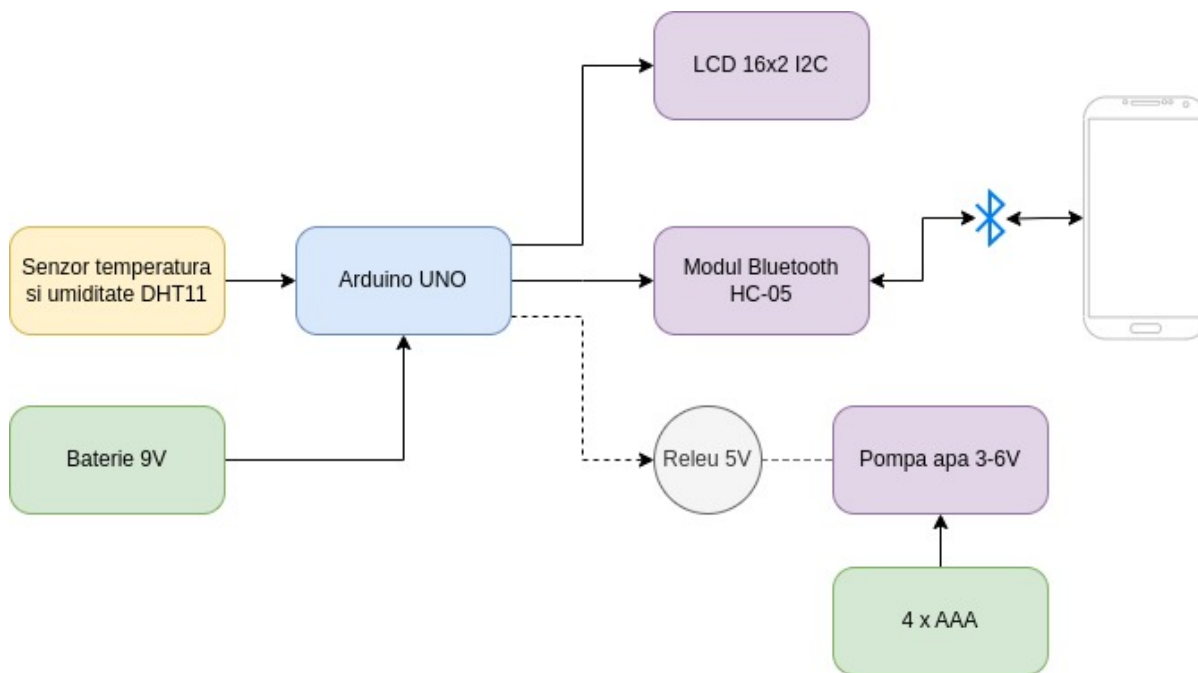 LCD 16x2 I2C
Senzor temperatura
si umiditate DHT11
Arduino UNO
Modul Bluetooth
HC-05
Baterie 9V
Releu 5V
Pompa apa 3-6V
4 x AAA